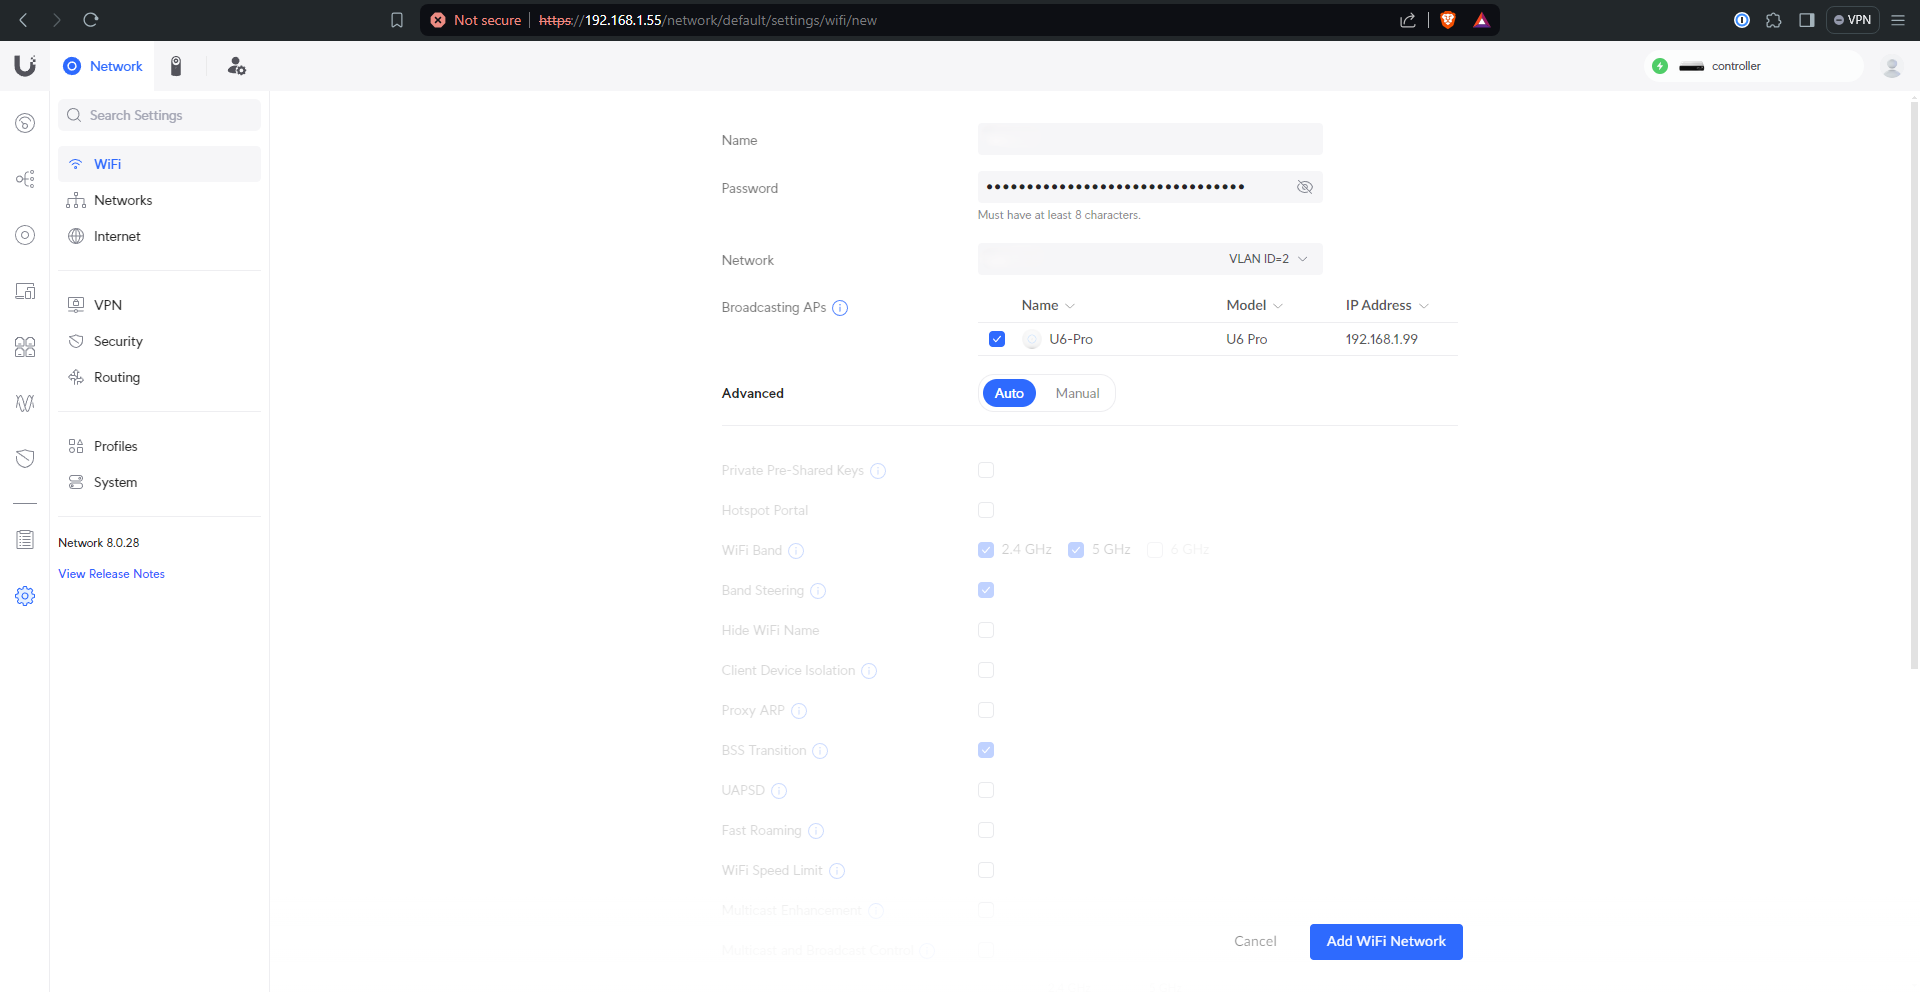 Not secure https://192.168.1.55/network/default/settings/wifi/new
VPN
Network
controller
Search Settings
WiFi
Networks
Internet
VPN
Security
Routing
Profiles
System
Network 8.0.28
View Release Notes
Name
Password ••••••••••••••••••••••••••••••••
Must have at least 8 characters.
Network VLAN ID=2
Broadcasting APs Name Model IP Address
U6-Pro U6 Pro 192.168.1.99
Advanced Auto Manual
Private Pre-Shared Keys
Hotspot Portal
WiFi Band 2.4 GHz 5 GHz 6 GHz
Band Steering
Hide WiFi Name
Client Device Isolation
Proxy ARP
BSS Transition
UAPSD
Fast Roaming
WiFi Speed Limit
Multicast Enhancement
Multicast and Broadcast Control
Cancel Add WiFi Network